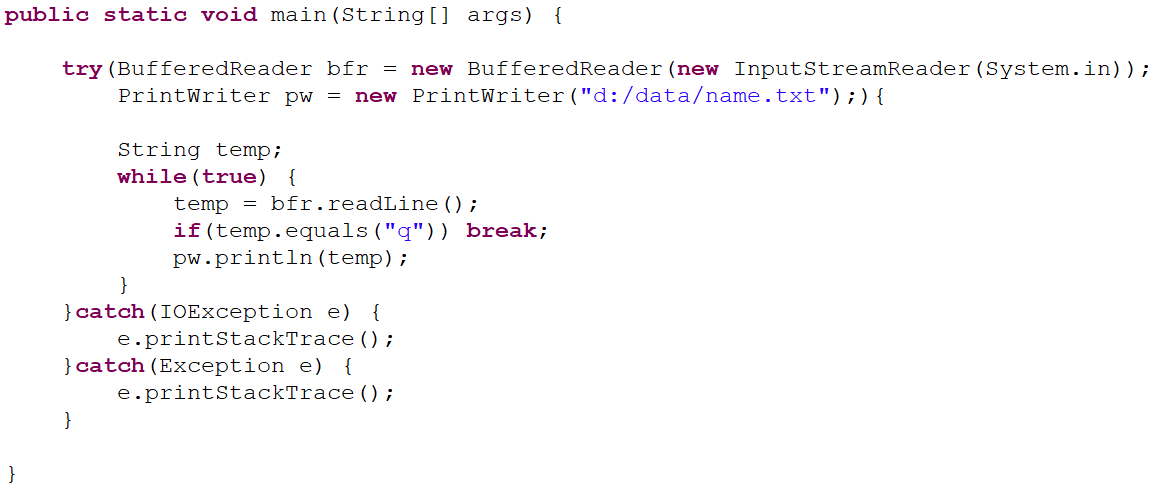 public static void main(String[] args) {
try(BufferedReader bfr = new BufferedReader(new InputStreamReader(System.in));
PrintWriter pw = new PrintWriter("d:/data/name.txt");){
String temp;
while(true) {
temp = bfr.readLine();
if(temp.equals("q")) break;
pw.println(temp);
}
}catch(IOException e) {
e.printStackTrace();
}catch(Exception e) {
e.printStackTrace();
}
}